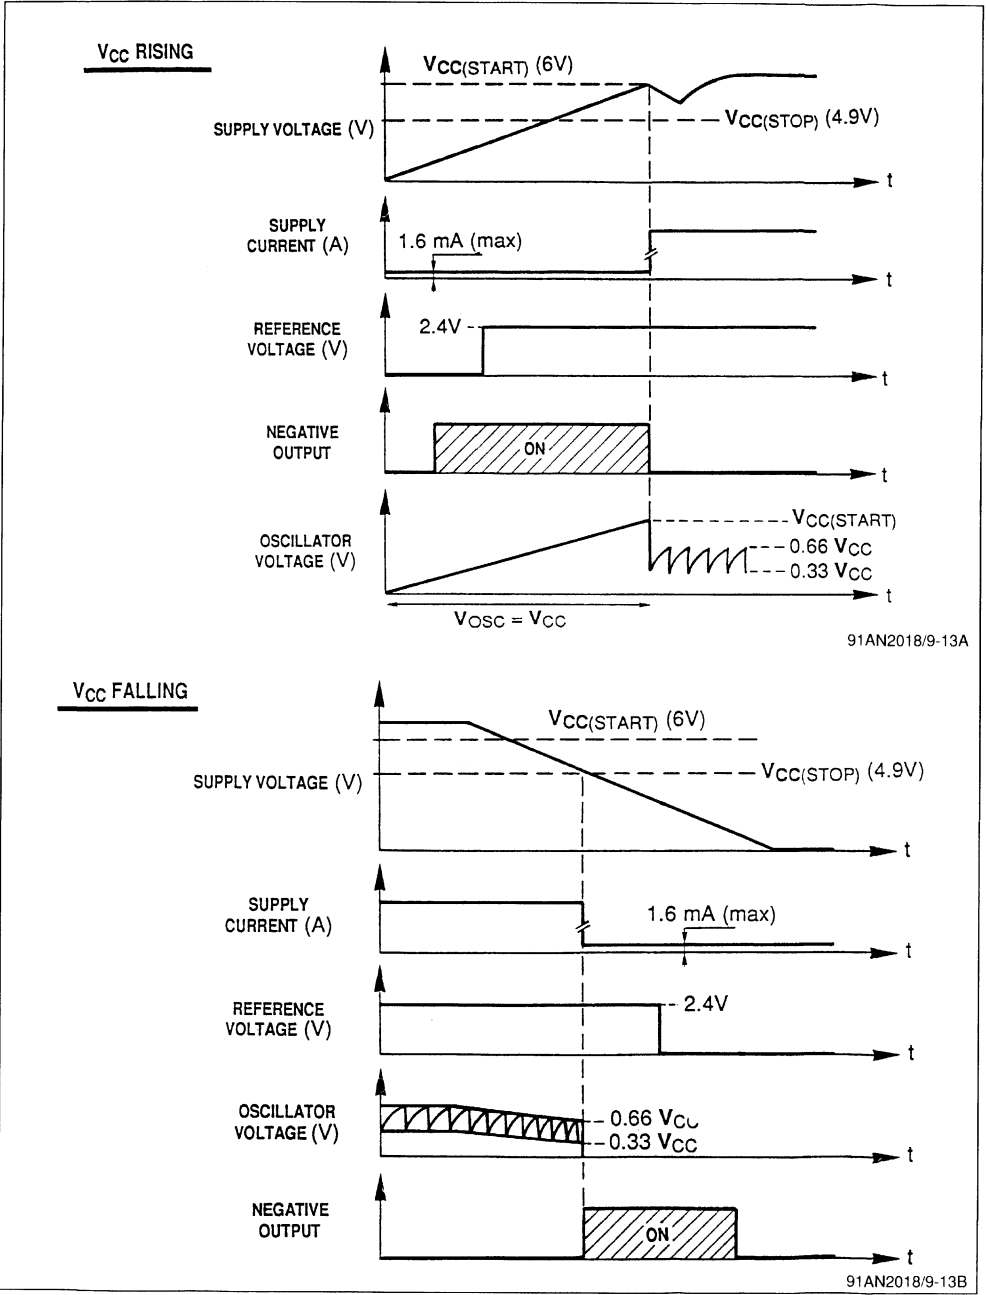 VCC RISING
VCC(START) (6V)
VCC(STOP) (4.9V)
SUPPLY VOLTAGE (V)
t
SUPPLY
CURRENT (A)
1.6 mA (max)
t
REFERENCE
VOLTAGE (V)
2.4V
t
NEGATIVE
OUTPUT
ON
t
OSCILLATOR
VOLTAGE (V)
VCC(START)
0.66 VCC
0.33 VCC
t
VOSC = VCC
91AN2018/9-13A
VCC FALLING
VCC(START) (6V)
VCC(STOP) (4.9V)
SUPPLY VOLTAGE (V)
t
SUPPLY
CURRENT (A)
1.6 mA (max)
t
REFERENCE
VOLTAGE (V)
2.4V
t
OSCILLATOR
VOLTAGE (V)
0.66 VCC
0.33 VCC
t
NEGATIVE
OUTPUT
ON
t
91AN2018/9-13B